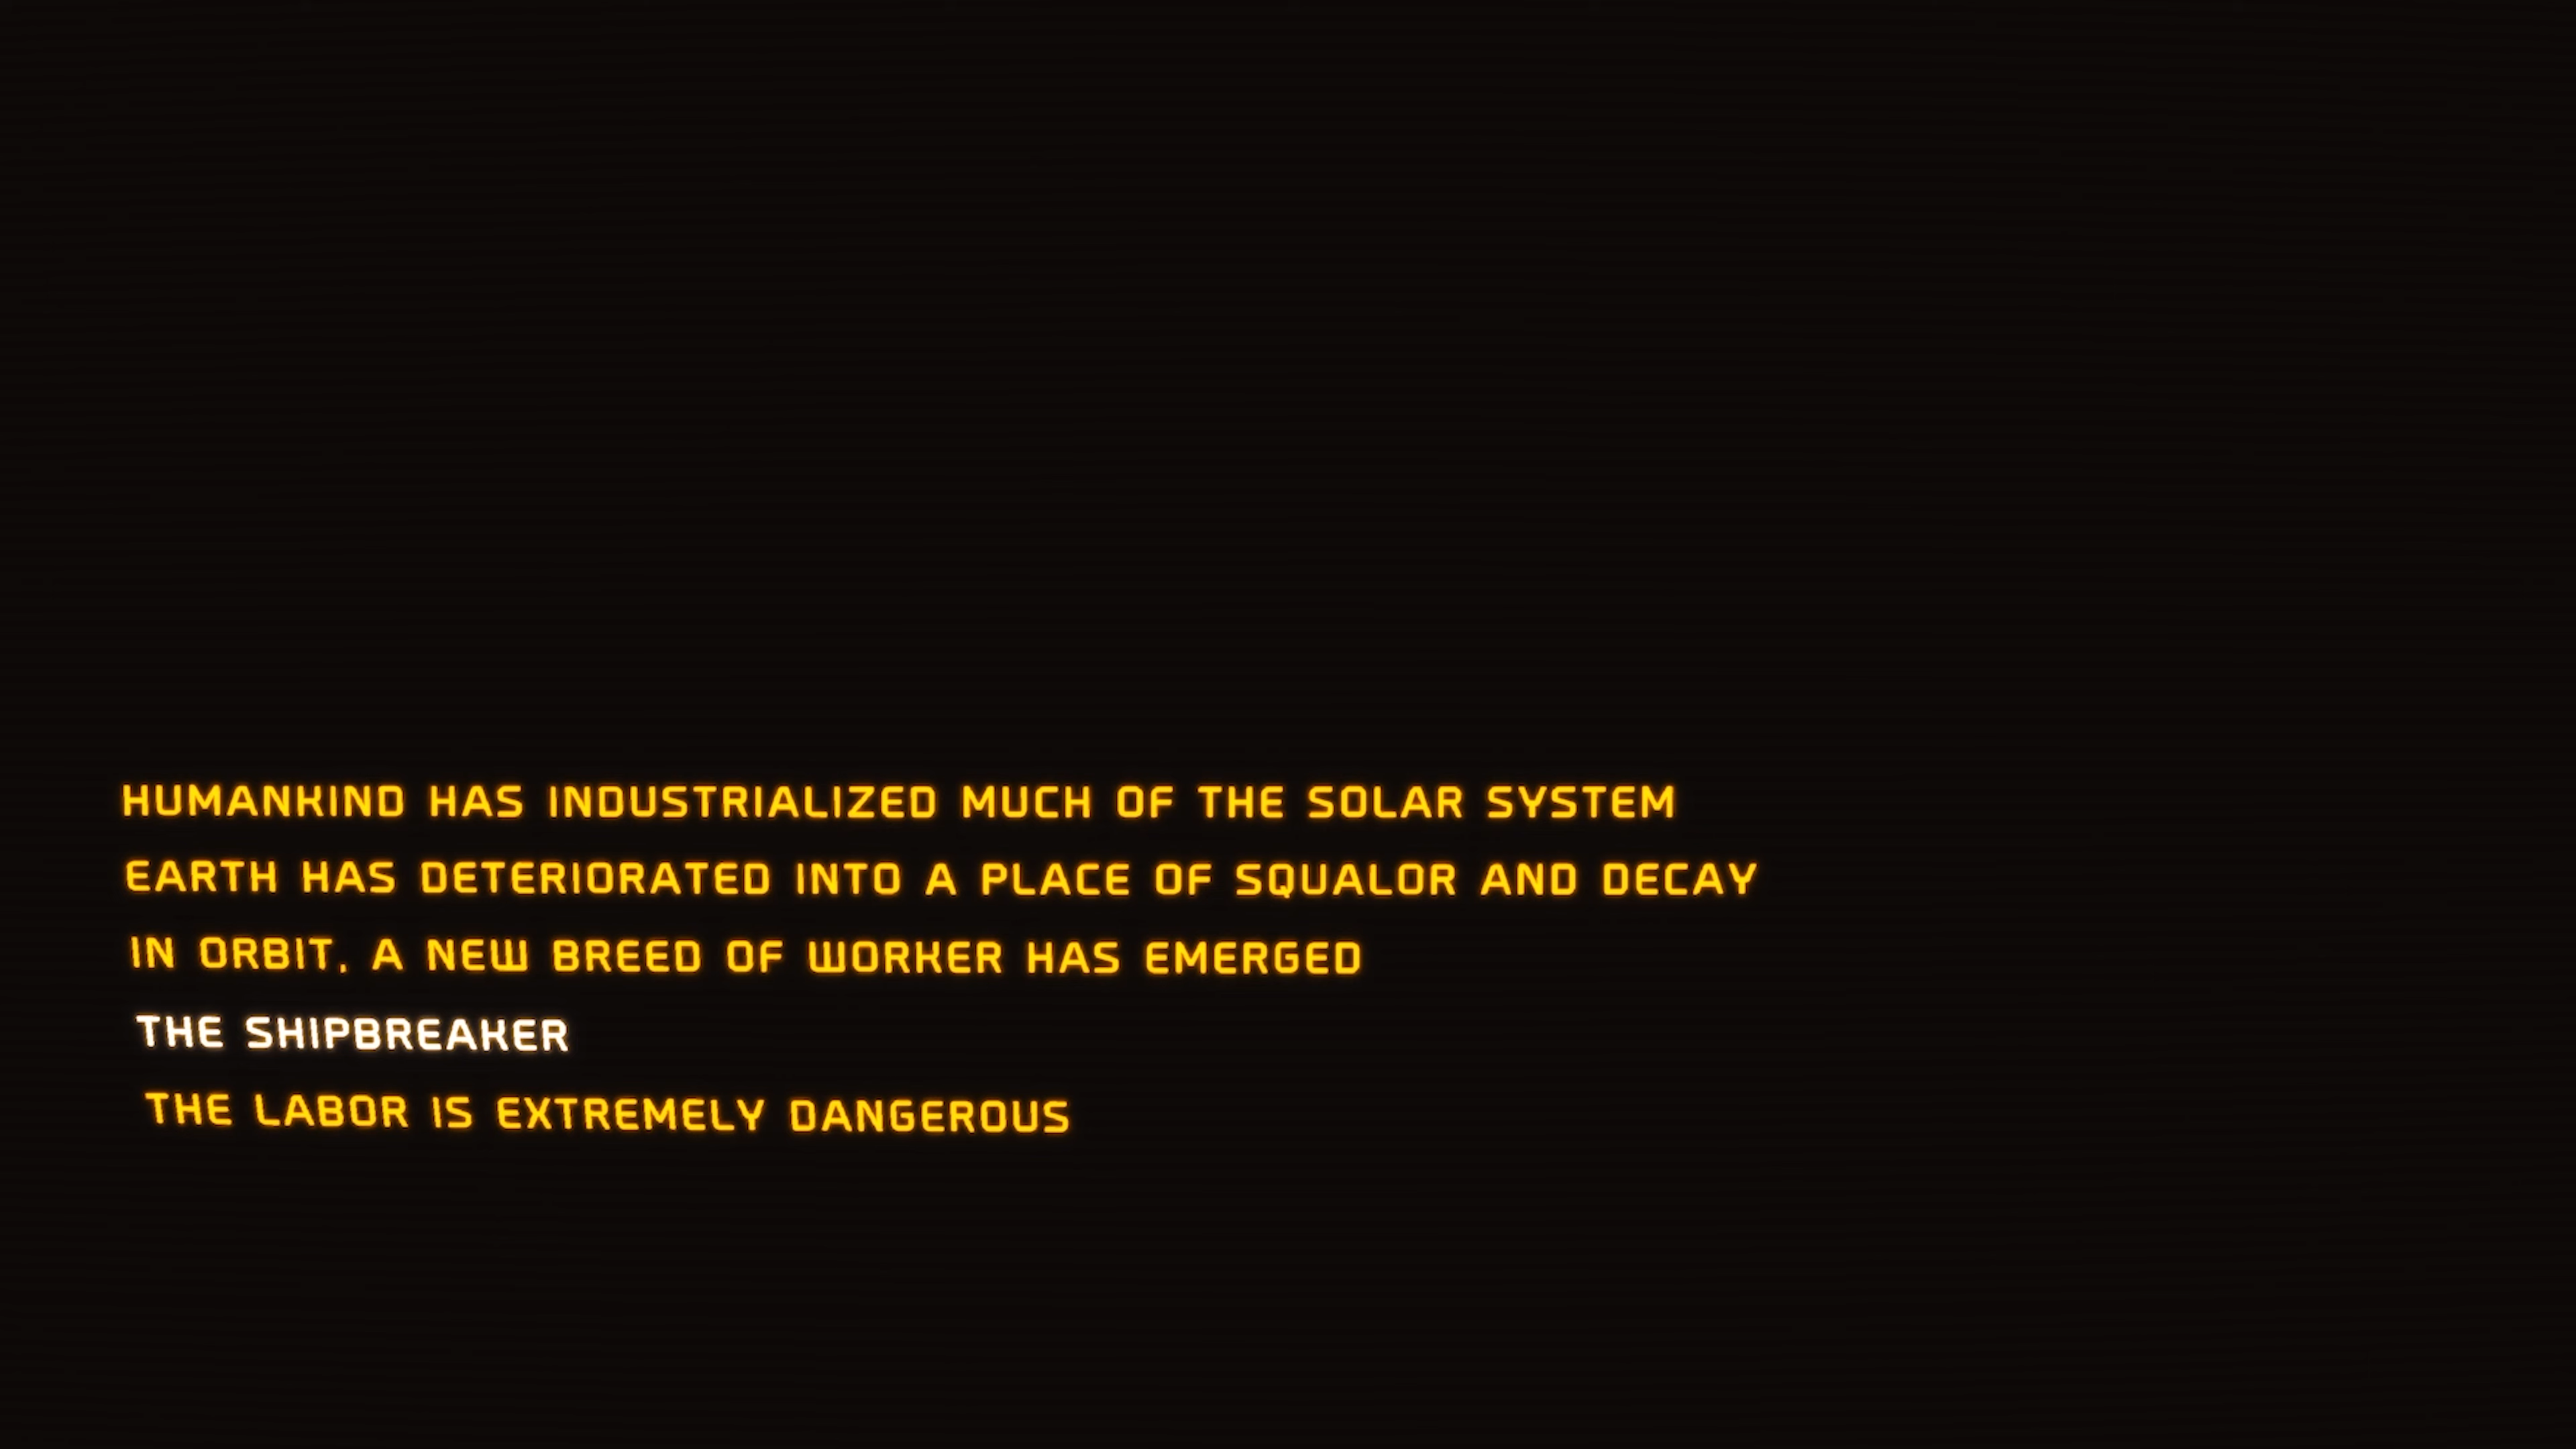 HUMANKIND HAS INDUSTRIALIZED MUCH OF THE SOLAR SYSTEM
EARTH HAS DETERIORATED INTO A PLACE OF SQUALOR AND DECAY
IN ORBIT, A NEW BREED OF WORKER HAS EMERGED
THE SHIPBREAKER
THE LABOR IS EXTREMELY DANGEROUS